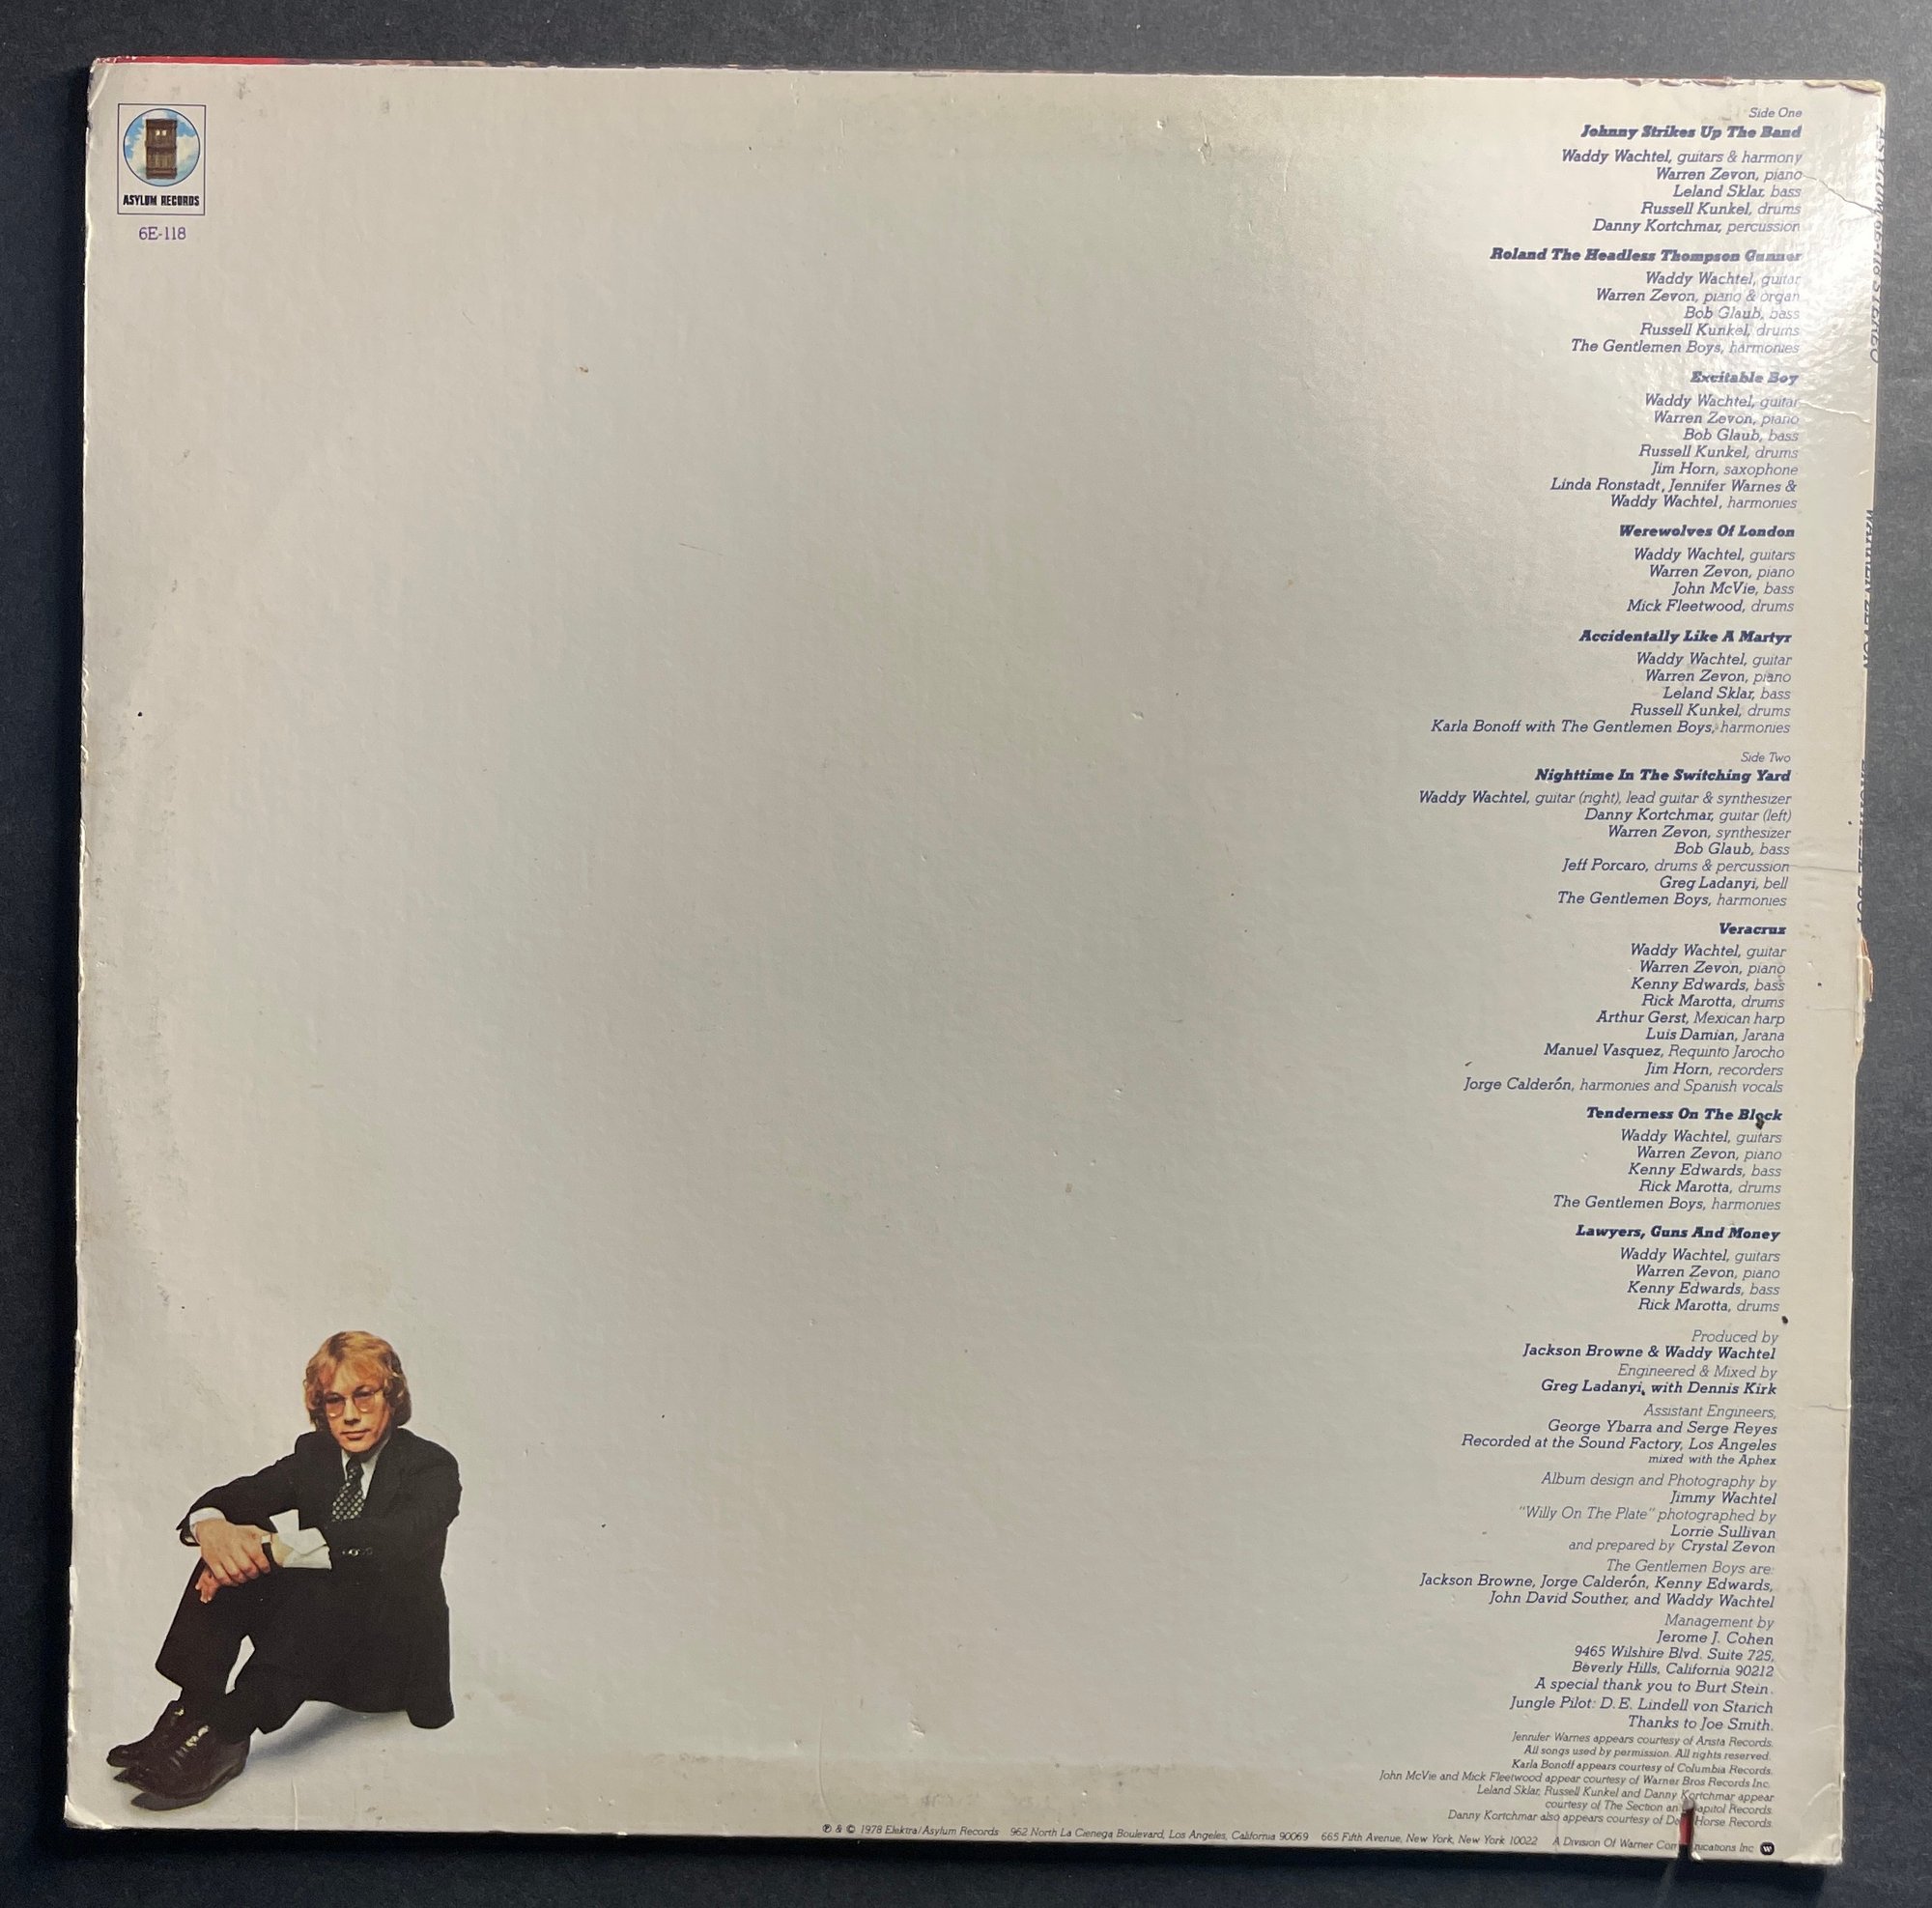 ASYLUM RECORDS
6E-118
Side One
Johnny Strikes Up The Band
Waddy Wachtel, guitars & harmony
Warren Zevon, piano
Leland Sklar, bass
Russell Kunkel, drums
Danny Kortchmar, percussion
Roland The Headless Thompson Gunner
Waddy Wachtel, guitar
Warren Zevon, piano & organ
Bob Glaub, bass
Russell Kunkel, drums
The Gentlemen Boys, harmonies
Excitable Boy
Waddy Wachtel, guitar
Warren Zevon, piano
Bob Glaub, bass
Russell Kunkel, drums
Jim Horn, saxophone
Linda Ronstadt, Jennifer Warnes &
Waddy Wachtel, harmonies
Werewolves Of London
Waddy Wachtel, guitars
Warren Zevon, piano
John McVie, bass
Mick Fleetwood, drums
Accidentally Like A Martyr
Waddy Wachtel, guitar
Warren Zevon, piano
Leland Sklar, bass
Russell Kunkel, drums
Karla Bonoff with The Gentlemen Boys, harmonies
Side Two
Nighttime In The Switching Yard
Waddy Wachtel, guitar (right), lead guitar & synthesizer
Danny Kortchmar, guitar (left)
Warren Zevon, synthesizer
Bob Glaub, bass
Jeff Porcaro, drums & percussion
Greg Ladanyi, bell
The Gentlemen Boys, harmonies
Veracruz
Waddy Wachtel, guitar
Warren Zevon, piano
Kenny Edwards, bass
Rick Marotta, drums
Arthur Gerst, Mexican harp
Luis Damian, Jarana
Manuel Vasquez, Requinto Jarocho
Jim Horn, recorders
Jorge Calderón, harmonies and Spanish vocals
Tenderness On The Block
Waddy Wachtel, guitars
Warren Zevon, piano
Kenny Edwards, bass
Rick Marotta, drums
The Gentlemen Boys, harmonies
Lawyers, Guns And Money
Waddy Wachtel, guitars
Warren Zevon, piano
Kenny Edwards, bass
Rick Marotta, drums
Produced by
Jackson Browne & Waddy Wachtel
Engineered & Mixed by
Greg Ladanyi, with Dennis Kirk
Assistant Engineers,
George Ybarra and Serge Reyes
Recorded at the Sound Factory, Los Angeles
mixed with the Aphex
Album design and Photography by
Jimmy Wachtel
"Willy On The Plate" photographed by
Lorrie Sullivan
and prepared by Crystal Zevon
The Gentlemen Boys are:
Jackson Browne, Jorge Calderón, Kenny Edwards,
John David Souther, and Waddy Wachtel
Management by
Jerome J. Cohen
9465 Wilshire Blvd. Suite 725,
Beverly Hills, California 90212
A special thank you to Burt Stein.
Jungle Pilot: D.E. Lindell von Starich
Thanks to Joe Smith.
Jennifer Warnes appears courtesy of Arista Records.
All songs used by permission. All rights reserved.
Karla Bonoff appears courtesy of Columbia Records.
John McVie and Mick Fleetwood appear courtesy of Warner Bros Records Inc.
Leland Sklar, Russell Kunkel and Danny Kortchmar appear
courtesy of The Section and Capitol Records.
Danny Kortchmar also appears courtesy of Horse Records.
℗ & © 1978 Elektra/Asylum Records 962 North La Cienega Boulevard, Los Angeles, California 90069 665 Fifth Avenue, New York, New York 10022 A Division Of Warner Communications Inc